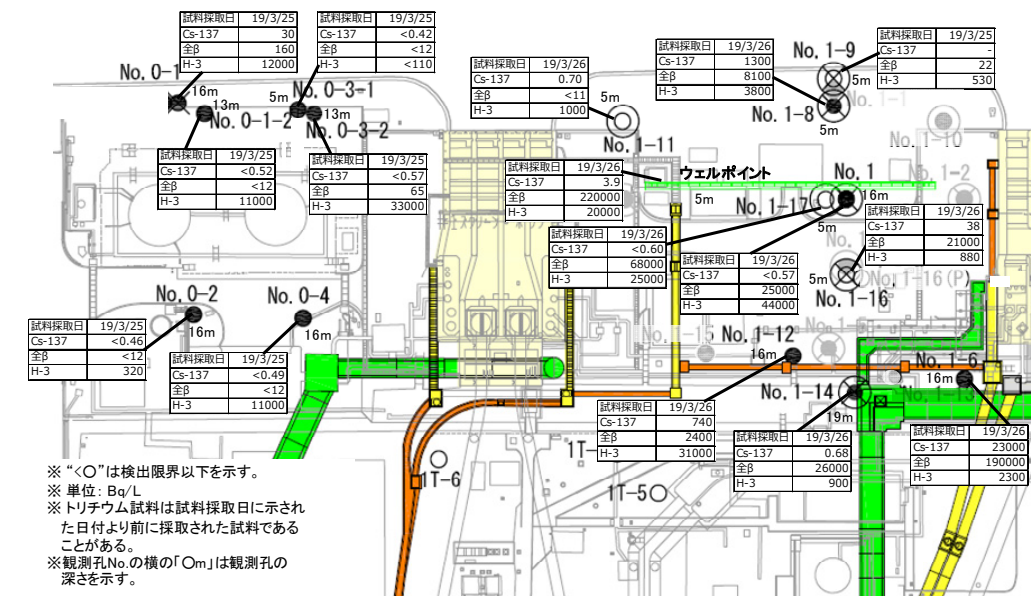 試料採取日 19/3/25
Cs-137 30
全β 160
H-3 12000
試料採取日 19/3/25
Cs-137 <0.42
全β <12
H-3 <110
試料採取日 19/3/26
Cs-137 0.70
全β <11
H-3 1000
試料採取日 19/3/26
Cs-137 1300
全β 8100
H-3 3800
試料採取日 19/3/25
Cs-137 -
全β 22
H-3 530
No. 0-1
16m
13m
No. 0-1-2
5m
No. 0-3-1
13m
No. 0-3-2
5m
No. 1-11
No. 1-9
5m
No. 1-8
5m
No. 1-1
No. 1-10
試料採取日 19/3/25
Cs-137 <0.52
全β <12
H-3 11000
試料採取日 19/3/25
Cs-137 <0.57
全β 65
H-3 33000
試料採取日 19/3/26
Cs-137 3.9
全β 220000
H-3 20000
ウェルポイント
5m
No. 1
16m
No. 1-17
5m
No. 1-2
試料採取日 19/3/26
Cs-137 <0.60
全β 68000
H-3 25000
試料採取日 19/3/26
Cs-137 <0.57
全β 25000
H-3 44000
試料採取日 19/3/26
Cs-137 38
全β 21000
H-3 880
5m
No. 1-16
No. 1-16(P)
No. 0-2
16m
No. 0-4
16m
試料採取日 19/3/25
Cs-137 <0.46
全β <12
H-3 320
試料採取日 19/3/25
Cs-137 <0.49
全β <12
H-3 11000
No. 1-15
No. 1-12
16m
No. 1-6
16m
No. 1-13
No. 1-14
19m
試料採取日 19/3/26
Cs-137 740
全β 2400
H-3 31000
試料採取日 19/3/26
Cs-137 0.68
全β 26000
H-3 900
試料採取日 19/3/26
Cs-137 23000
全β 190000
H-3 2300
1T-6
1T-
1T-5
※ “<○”は検出限界以下を示す。
※ 単位: Bq/L
※ トリチウム試料は試料採取日に示され
た日付より前に採取された試料である
ことがある。
※観測孔No.の横の「○m」は観測孔の
深さを示す。